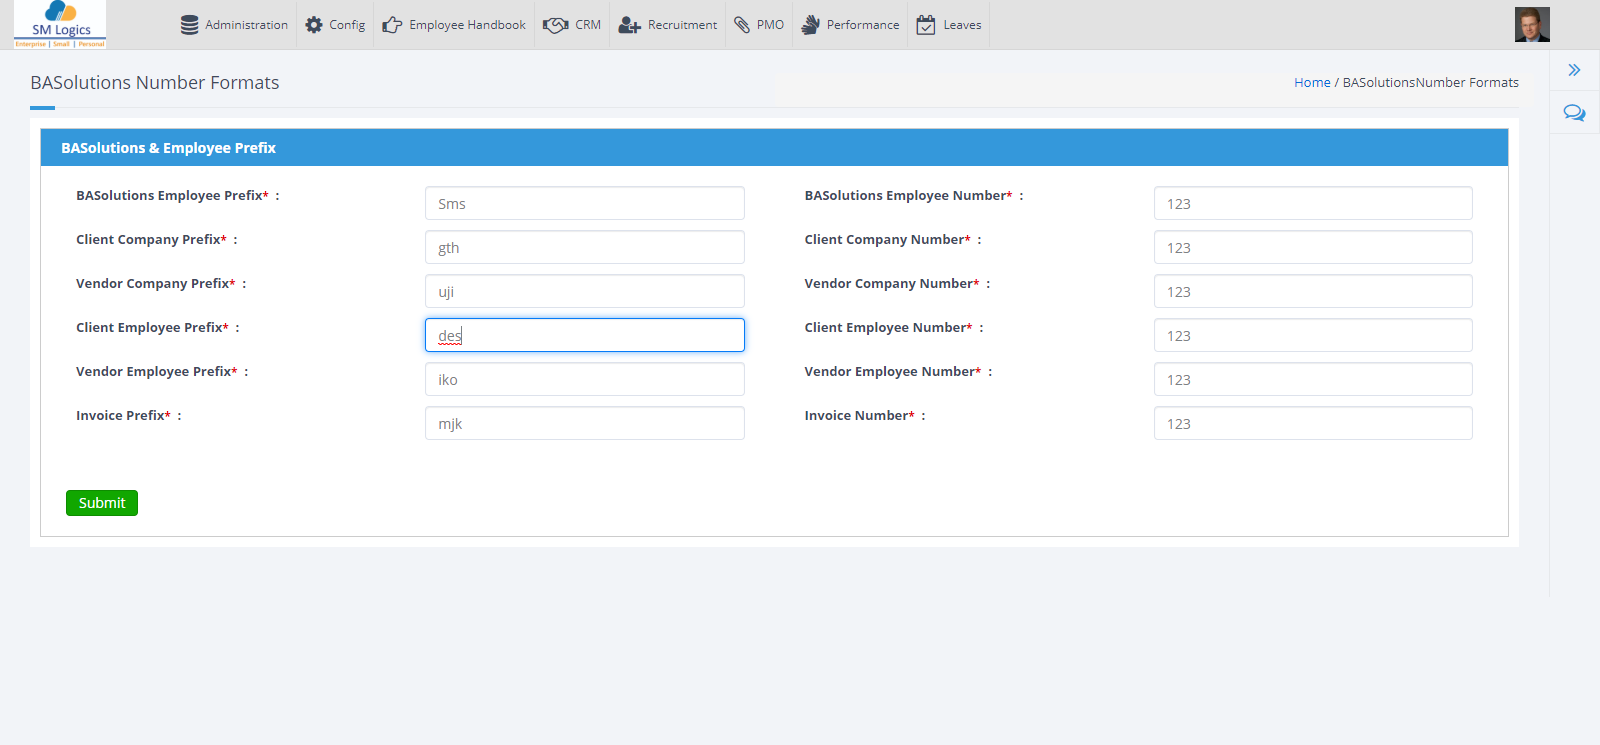 SM Logics
Enterprise | Small | Personal
Administration Config Employee Handbook CRM Recruitment PMO Performance Leaves
BASolutions Number Formats
Home / BASolutionsNumber Formats
BASolutions & Employee Prefix
BASolutions Employee Prefix* : Sms BASolutions Employee Number* : 123
Client Company Prefix* : gth Client Company Number* : 123
Vendor Company Prefix* : uji Vendor Company Number* : 123
Client Employee Prefix* : des Client Employee Number* : 123
Vendor Employee Prefix* : iko Vendor Employee Number* : 123
Invoice Prefix* : mjk Invoice Number* : 123
Submit